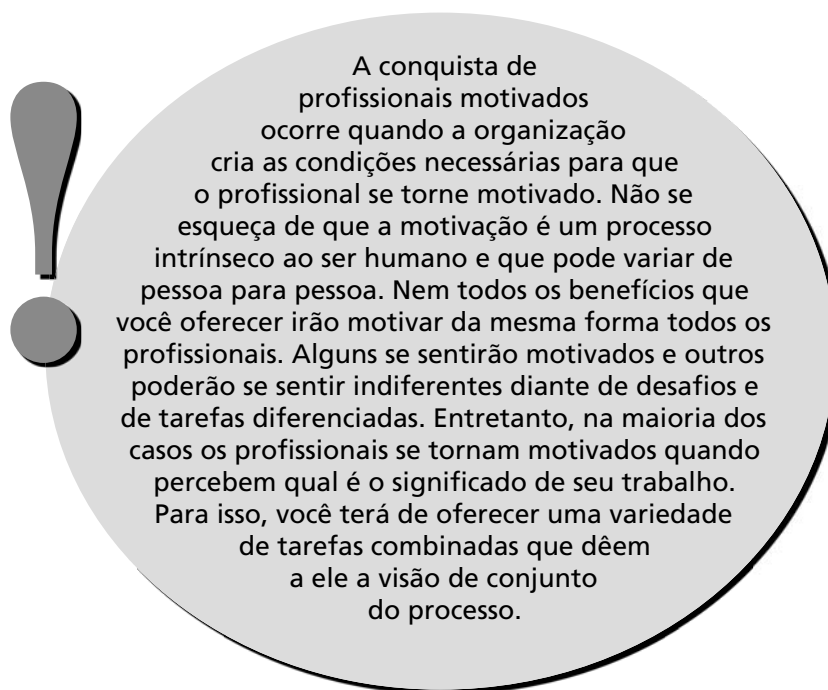 A conquista de
profissionais motivados
ocorre quando a organização
cria as condições necessárias para que
o profissional se torne motivado. Não se
esqueça de que a motivação é um processo
intrínseco ao ser humano e que pode variar de
pessoa para pessoa. Nem todos os benefícios que
você oferecer irão motivar da mesma forma todos os
profissionais. Alguns se sentirão motivados e outros
poderão se sentir indiferentes diante de desafios e
de tarefas diferenciadas. Entretanto, na maioria dos
casos os profissionais se tornam motivados quando
percebem qual é o significado de seu trabalho.
Para isso, você terá de oferecer uma variedade
de tarefas combinadas que dêem
a ele a visão de conjunto
do processo.